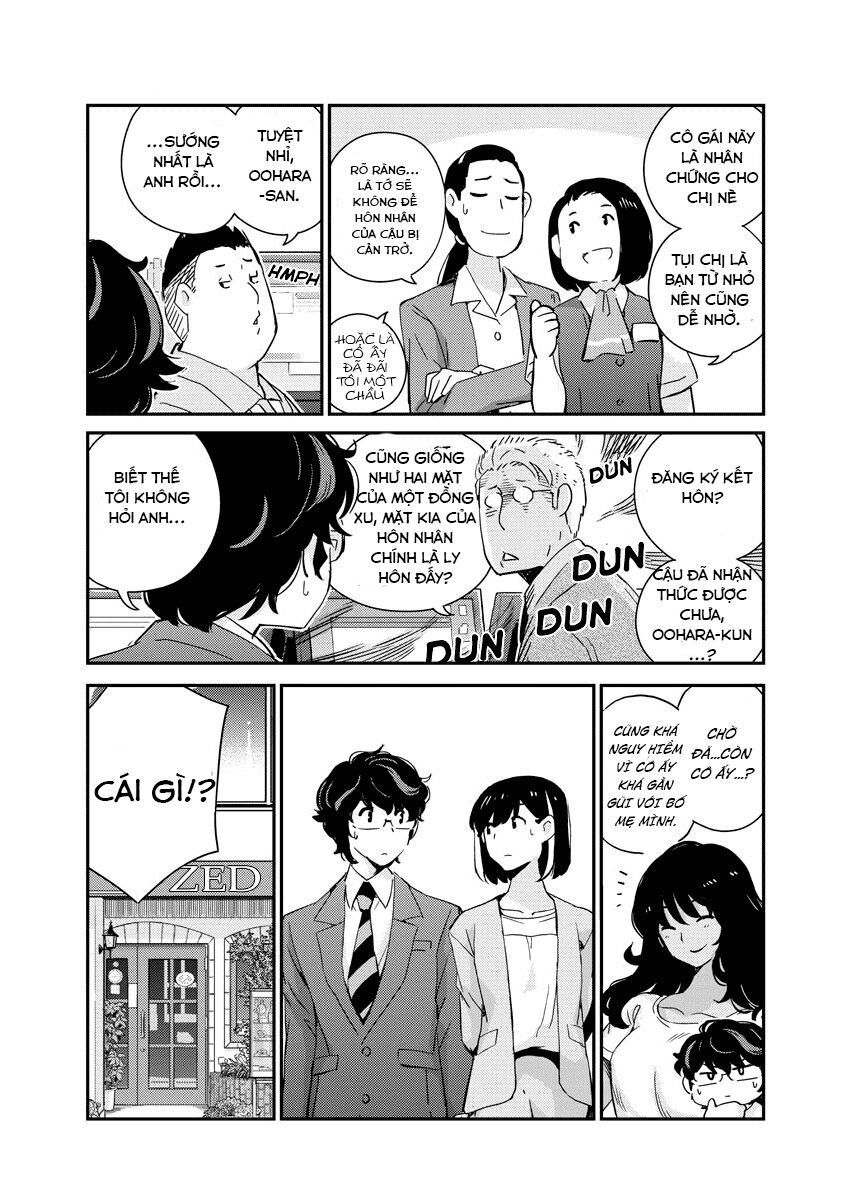 CÔ GÁI NÀY
LÀ NHÂN
CHỨNG CHO
CHỊ NÈ
TỤI CHỊ LÀ
BẠN TỪ NHỎ
NÊN CŨNG
DỄ NHỜ.
RÕ RÀNG...
LÀ TỚ SẼ
KHÔNG ĐỂ
HÔN NHÂN
CỦA CẬU BỊ
CẢN TRỞ.
HOẶC LÀ
CÔ ẤY
ĐÃ ĐÃI
TÔI MỘT
CHẦU
TUYỆT
NHỈ,
OOHARA
-SAN.
...SƯỚNG
NHẤT LÀ
ANH RỒI...
HMPH
ĐĂNG KÝ KẾT
HÔN?
CẬU ĐÃ NHẬN
THỨC ĐƯỢC
CHƯA,
OOHARA-KUN
...?
DUN
DUN
DUN
DUN
DUN
CŨNG GIỐNG
NHƯ HAI MẶT
CỦA MỘT ĐỒNG
XU, MẶT KIA CỦA
HÔN NHÂN
CHÍNH LÀ LY
HÔN ĐẤY?
BIẾT THẾ
TÔI KHÔNG
HỎI ANH...
CHỜ
ĐÃ...CÒN
CÔ ẤY...?
CŨNG KHÁ
NGUY HIỂM
VÌ CÔ ẤY
KHÁ GẦN
GŨI VỚI BỐ
MẸ MÌNH.
CÁI GÌ!?
ZED